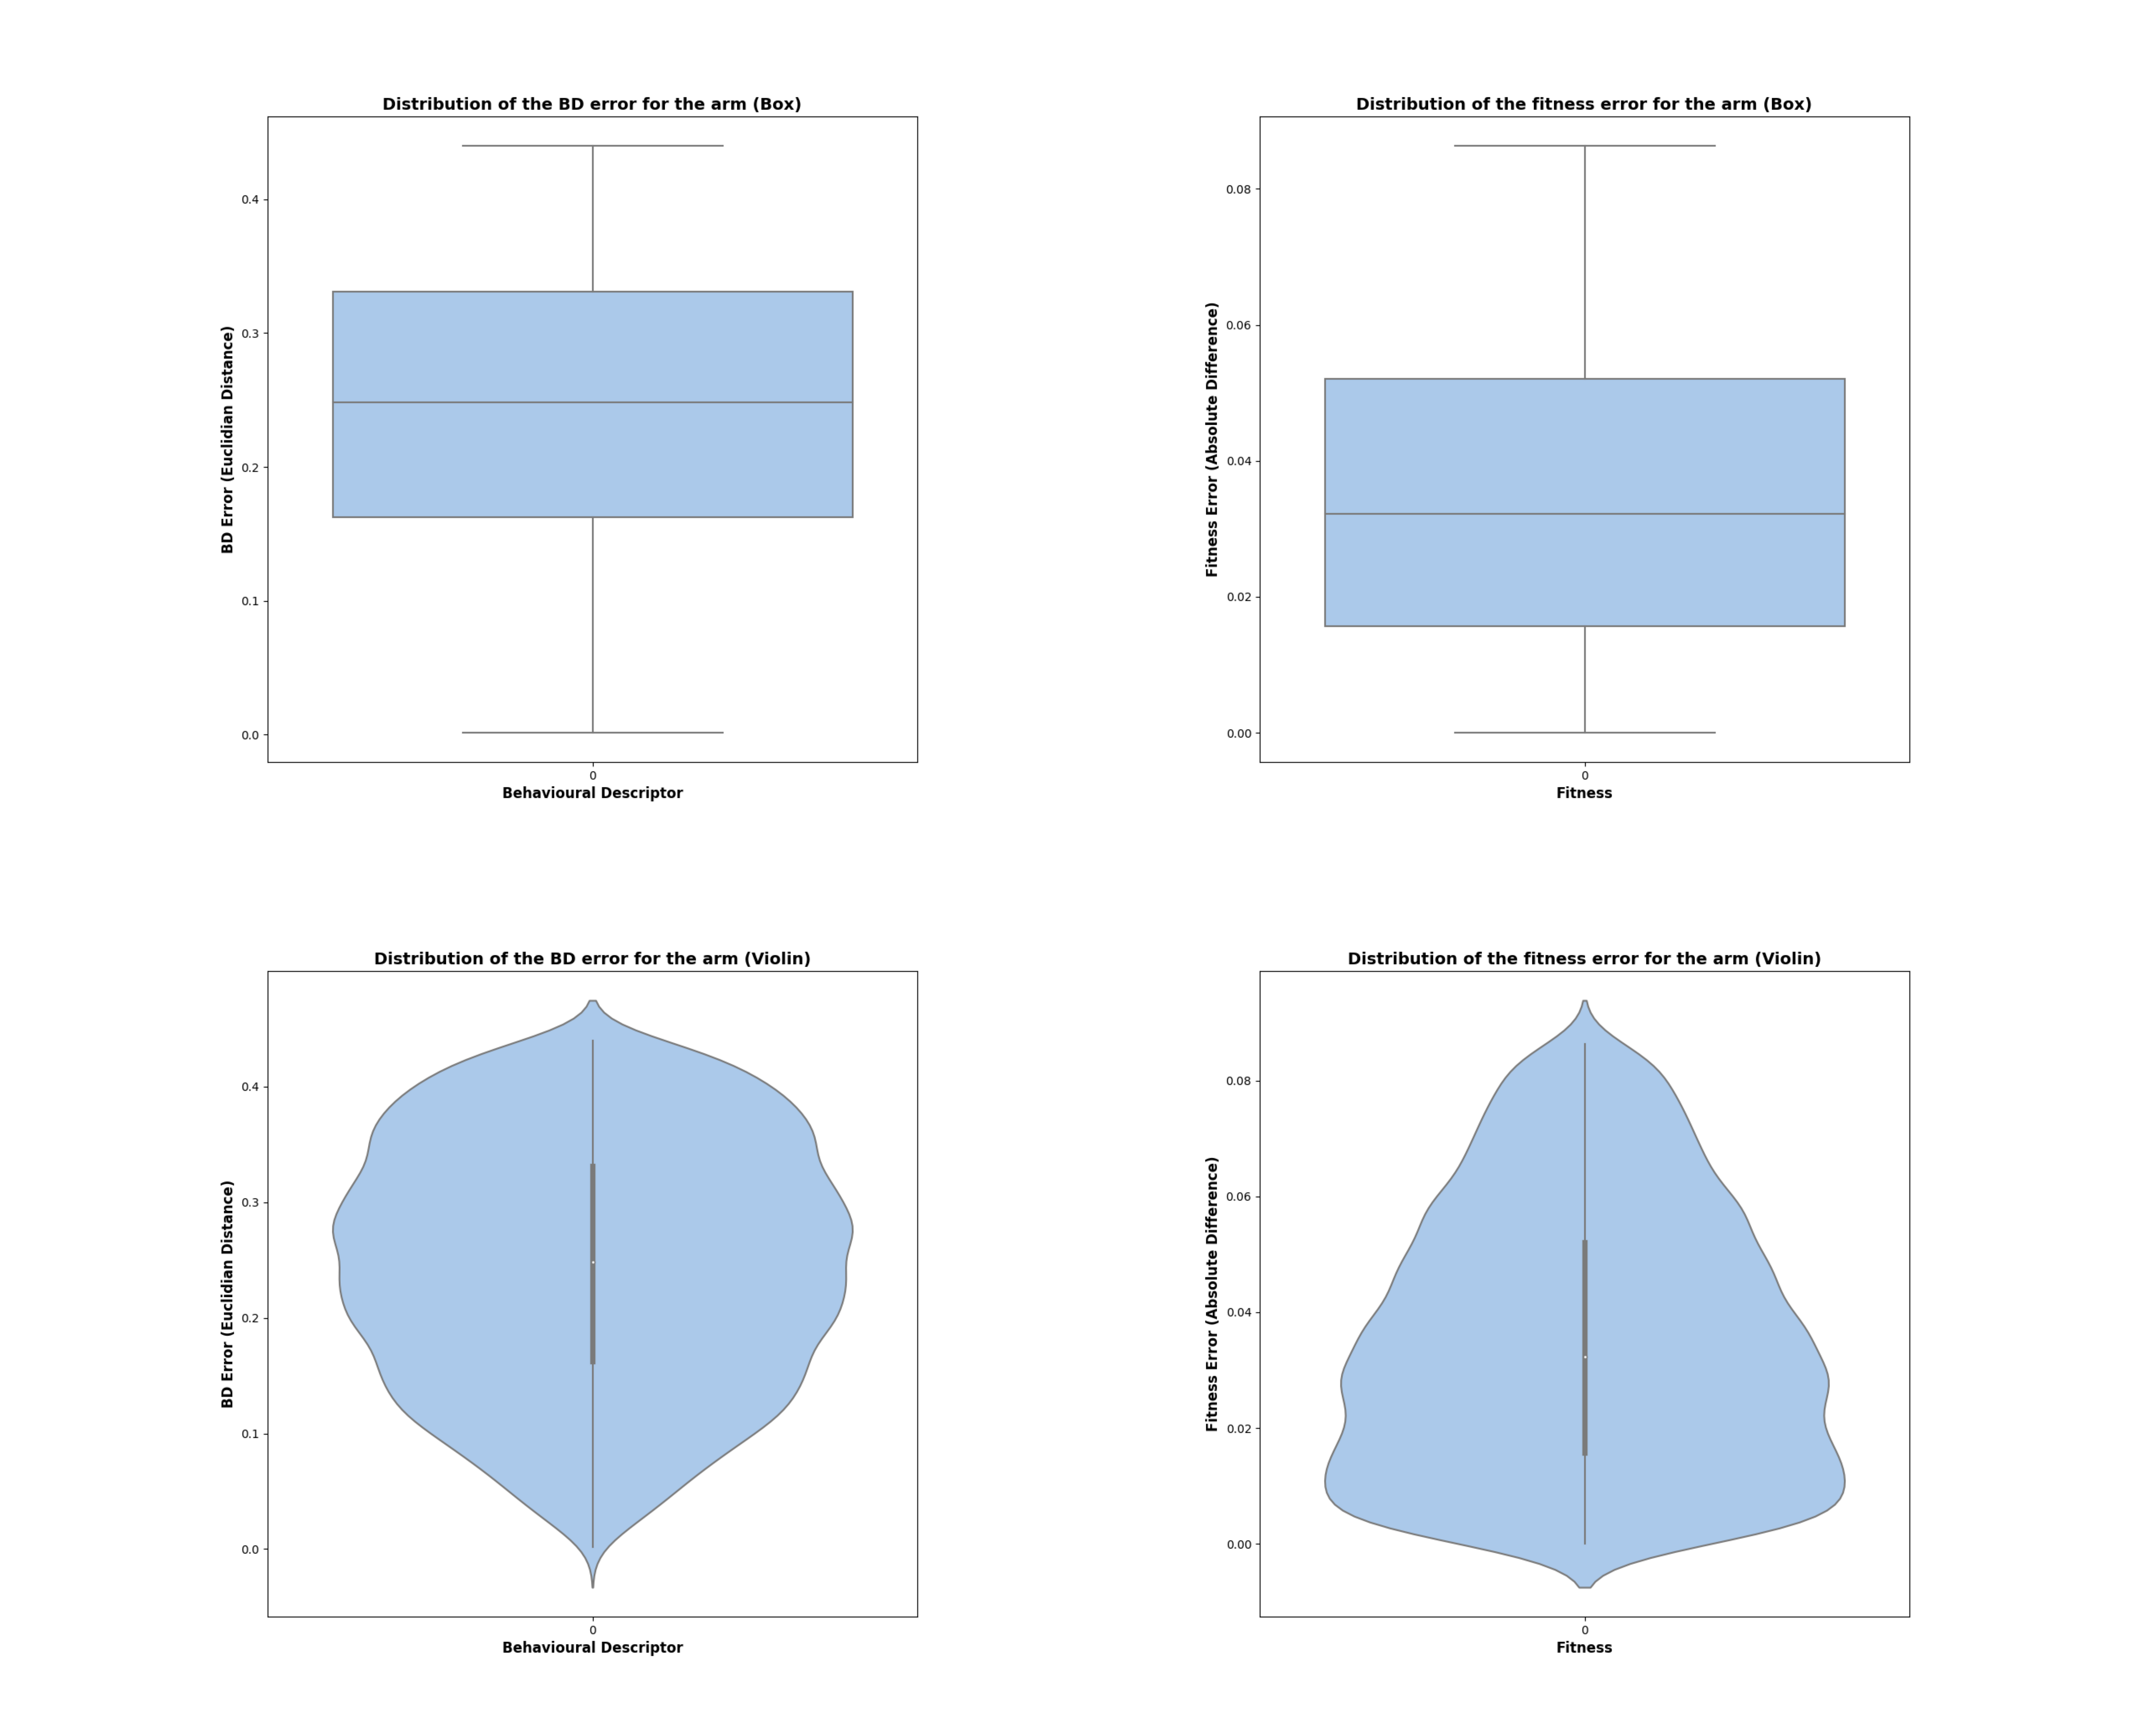 Distribution of the BD error for the arm (Box)
BD Error (Euclidian Distance)
0.4
0.3
0.2
0.1
0.0
0
Behavioural Descriptor
Distribution of the fitness error for the arm (Box)
Fitness Error (Absolute Difference)
0.08
0.06
0.04
0.02
0.00
0
Fitness
Distribution of the BD error for the arm (Violin)
BD Error (Euclidian Distance)
0.4
0.3
0.2
0.1
0.0
0
Behavioural Descriptor
Distribution of the fitness error for the arm (Violin)
Fitness Error (Absolute Difference)
0.08
0.06
0.04
0.02
0.00
0
Fitness